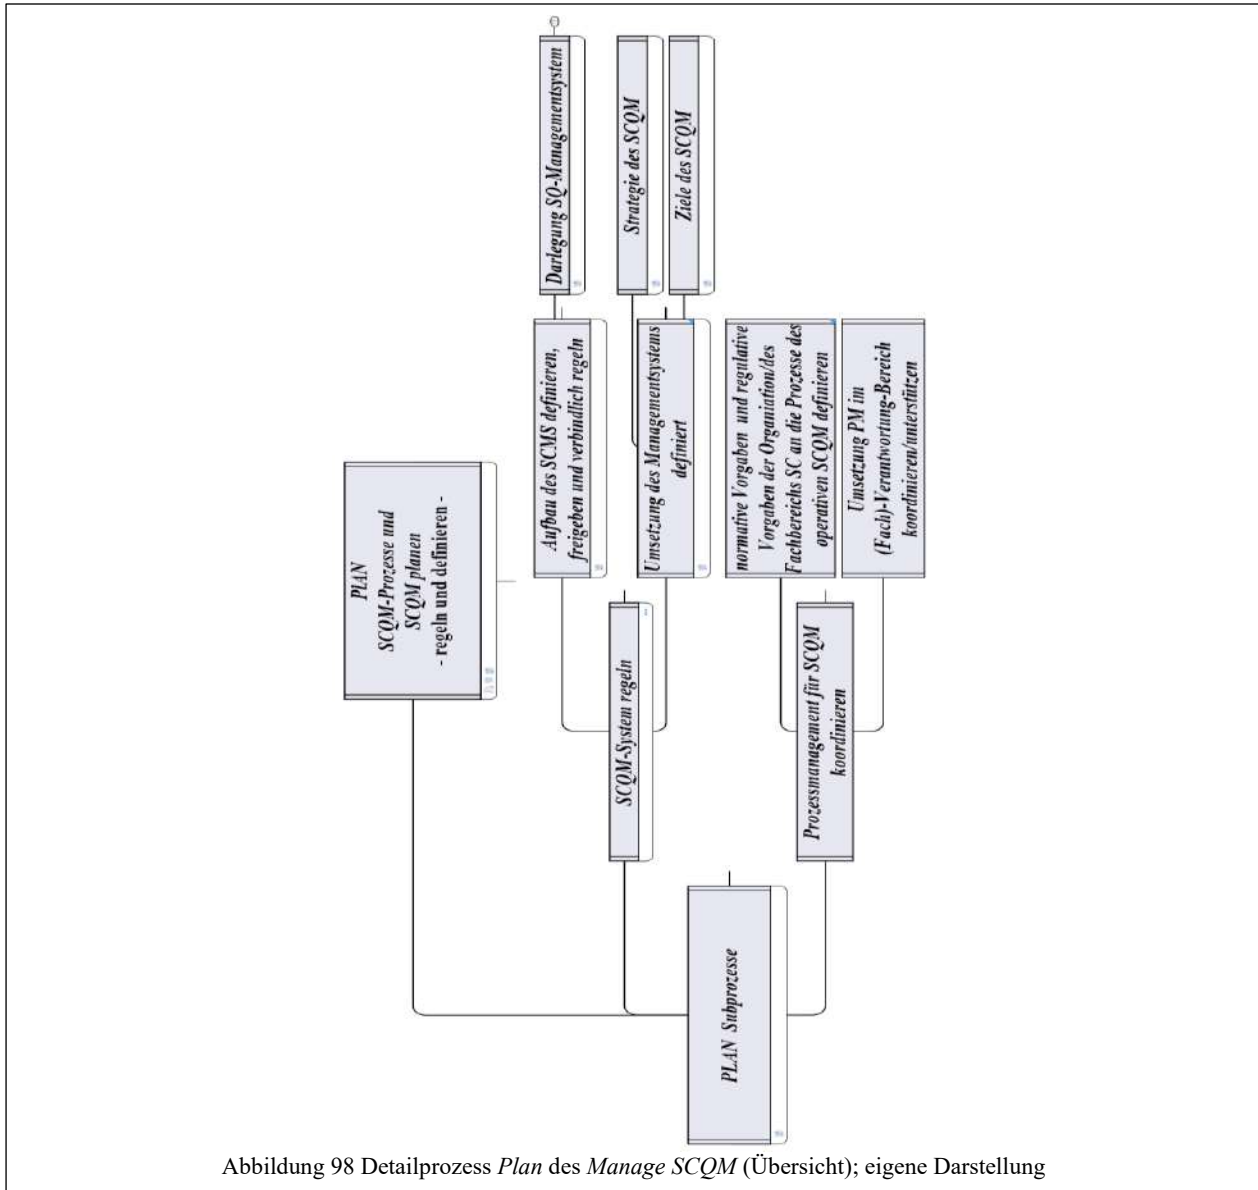 PLAN
SCQM-Prozesse und
SCQM planen
- regeln und definieren -
PLAN Subprozesse
SCQM-System regeln
Aufbau des SCMS definieren,
freigeben und verbindlich regeln
Darlegung SQ-Managementsystem
Umsetzung des Managementsystems
definiert
Strategie des SCQM
Ziele des SCQM
Prozessmanagement für SCQM
koordinieren
normative Vorgaben und regulative
Vorgaben der Organiation/des
Fachbereichs SC an die Prozesse des
operativen SCQM definieren
Umsetzung PM im
(Fach)-Verantwortung-Bereich
koordinieren/unterstützen
Abbildung 98 Detailprozess Plan des Manage SCQM (Übersicht); eigene Darstellung